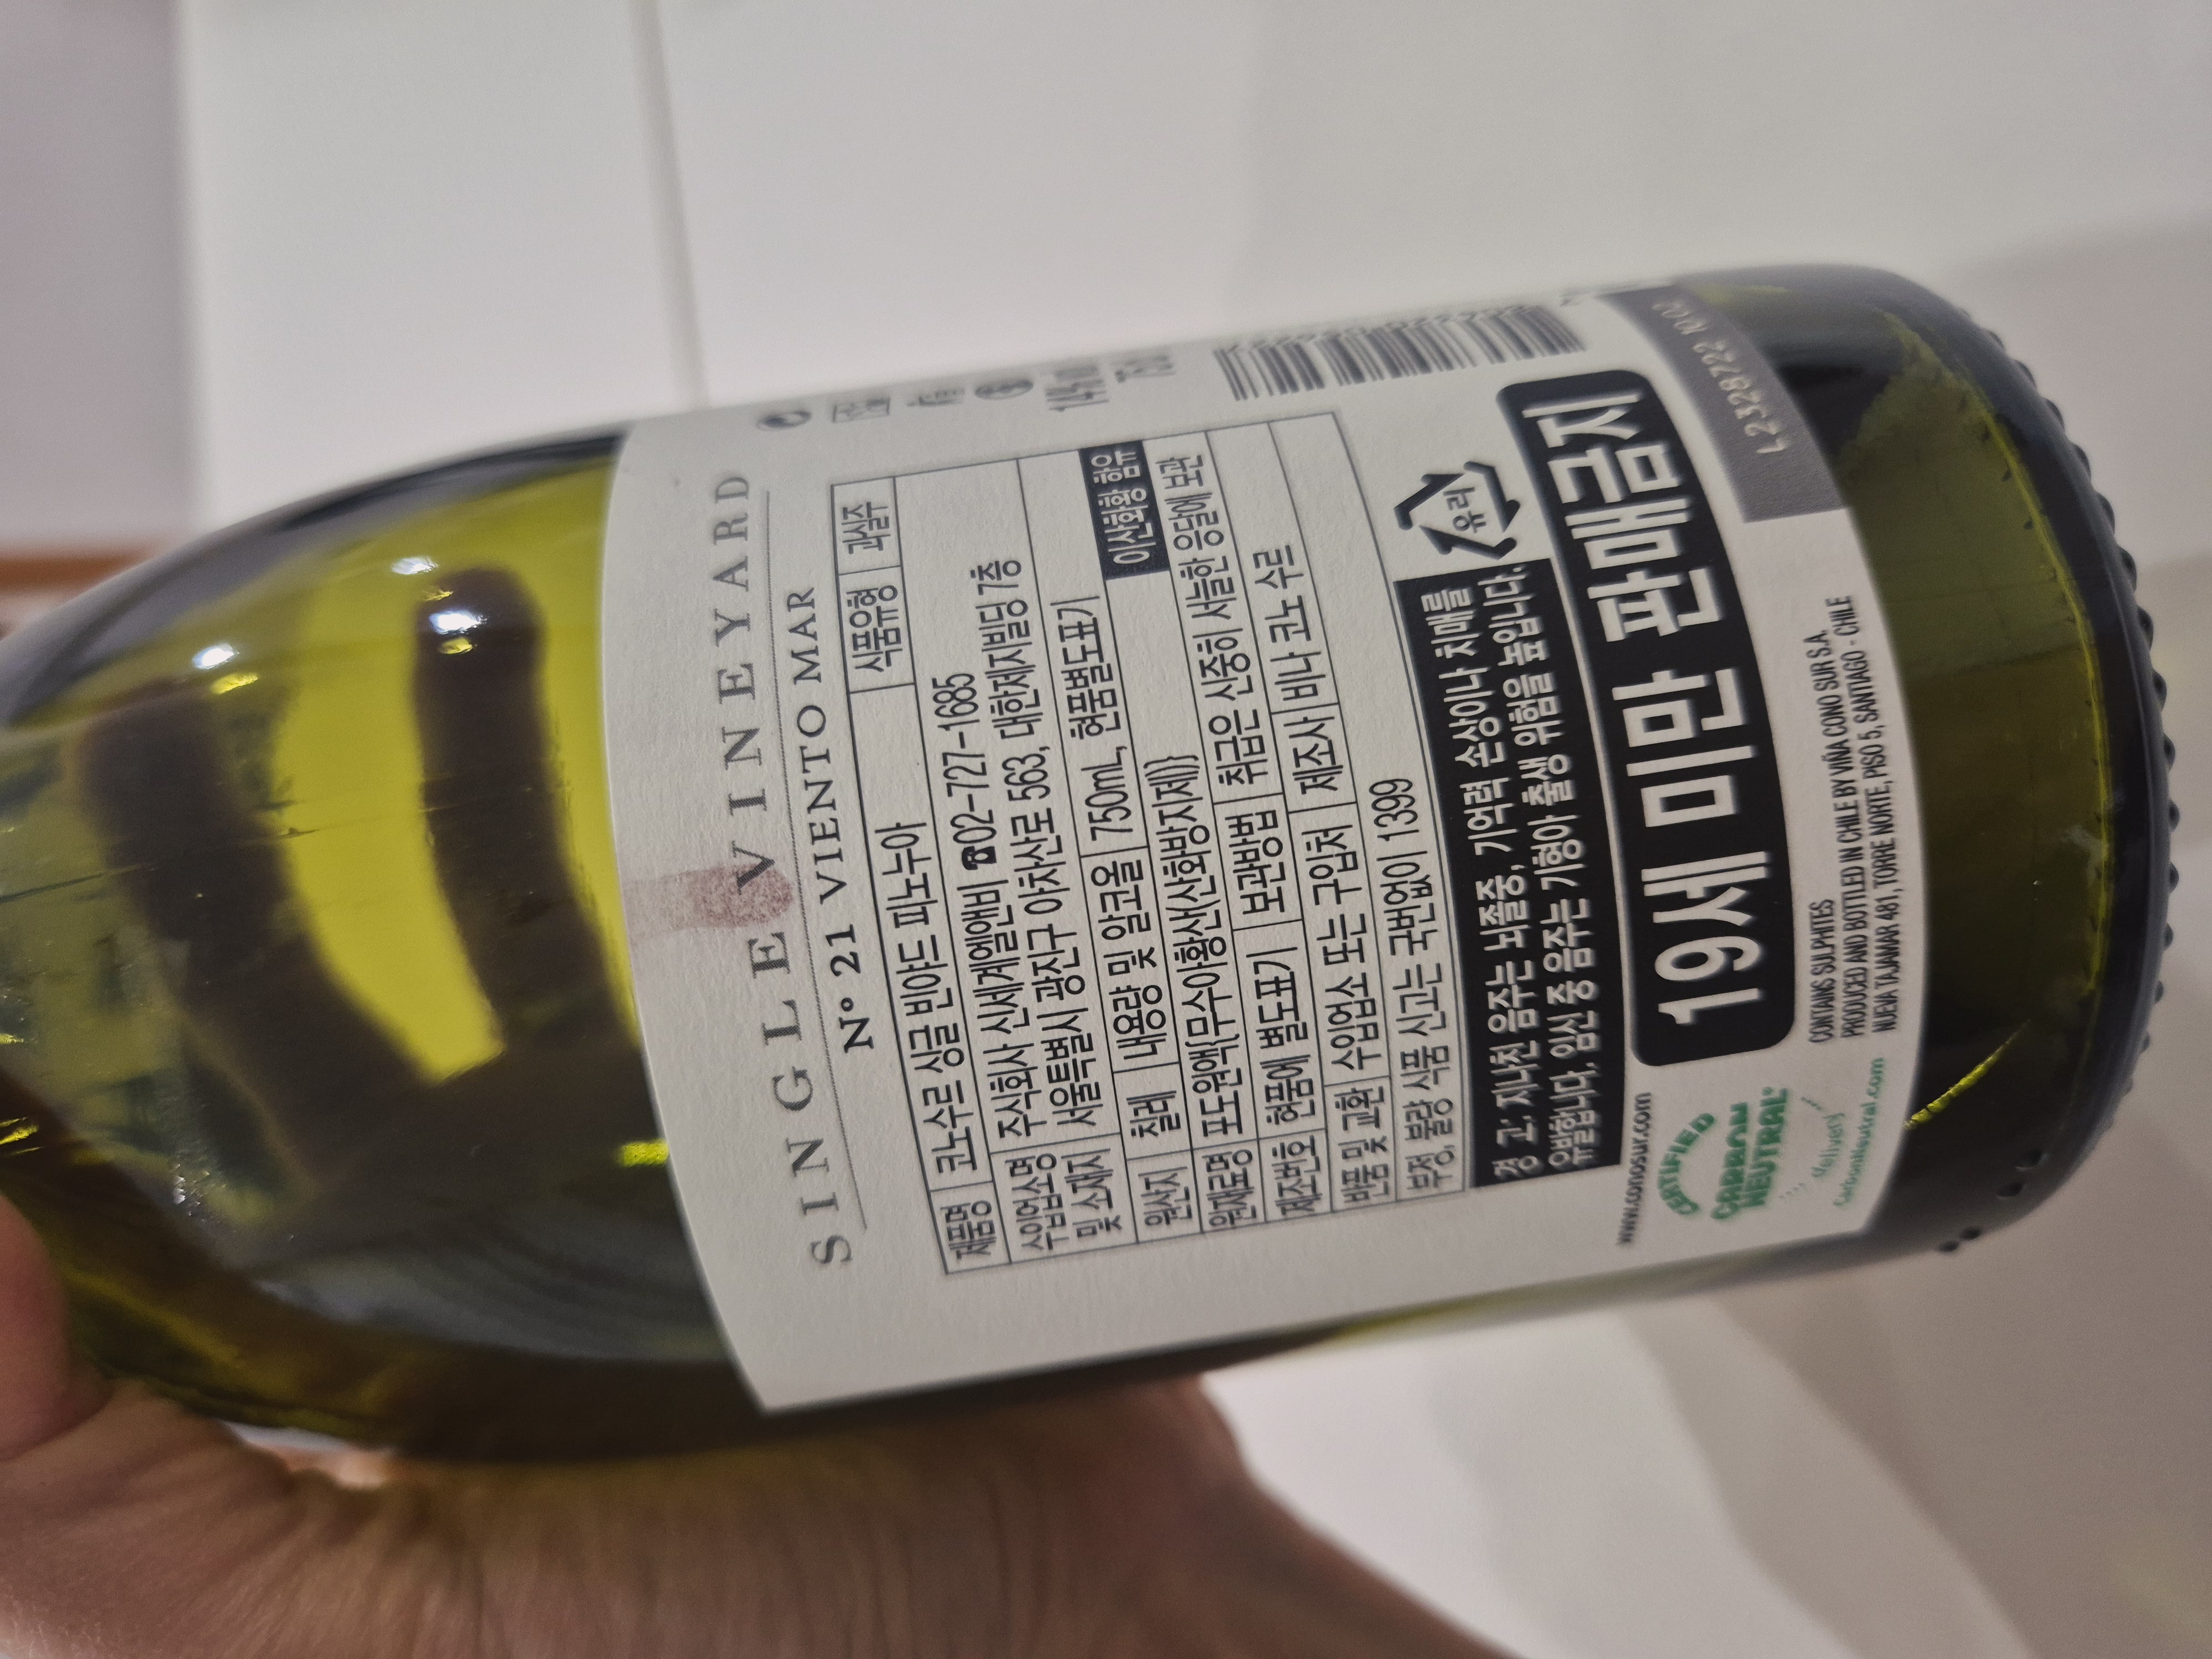 SINGLE VINEYARD
N° 21 VIENTO MAR
제품명 코노수르 싱글 빈야드 피노누아 식품유형 과실주
수입업소명 및 소재지 주식회사 신세계엘앤비 ☎02-727-1685
서울특별시 광진구 아차산로 563, 대한제지빌딩 7층
원산지 칠레 내용량 및 알코올 750mL, 현품별도표기
원재료명 포도원액{무수아황산(산화방지제)} 이산화황 함유
제조번호 현품에 별도표기 보관방법 취급은 신중히 서늘한 응달에 보관
반품 및 교환 수입업소 또는 구입처 제조사 비나 코노 수르
부정, 불량 식품 신고는 국번없이 1399
경 고: 지나친 음주는 뇌졸중, 기억력 손상이나 치매를
유발합니다. 임신 중 음주는 기형아 출생 위험을 높입니다.
유리
19세 미만 판매금지
www.conosur.com
CERTIFIED
CARBON
NEUTRAL
Delivery
CarbonNeutral.com
CONTAINS SULPHITES
PRODUCED AND BOTTLED IN CHILE BY VIÑA CONO SUR S.A.
NUEVA TAJAMAR 481, TORRE NORTE, PISO 5, SANTIAGO - CHILE
L 2328722